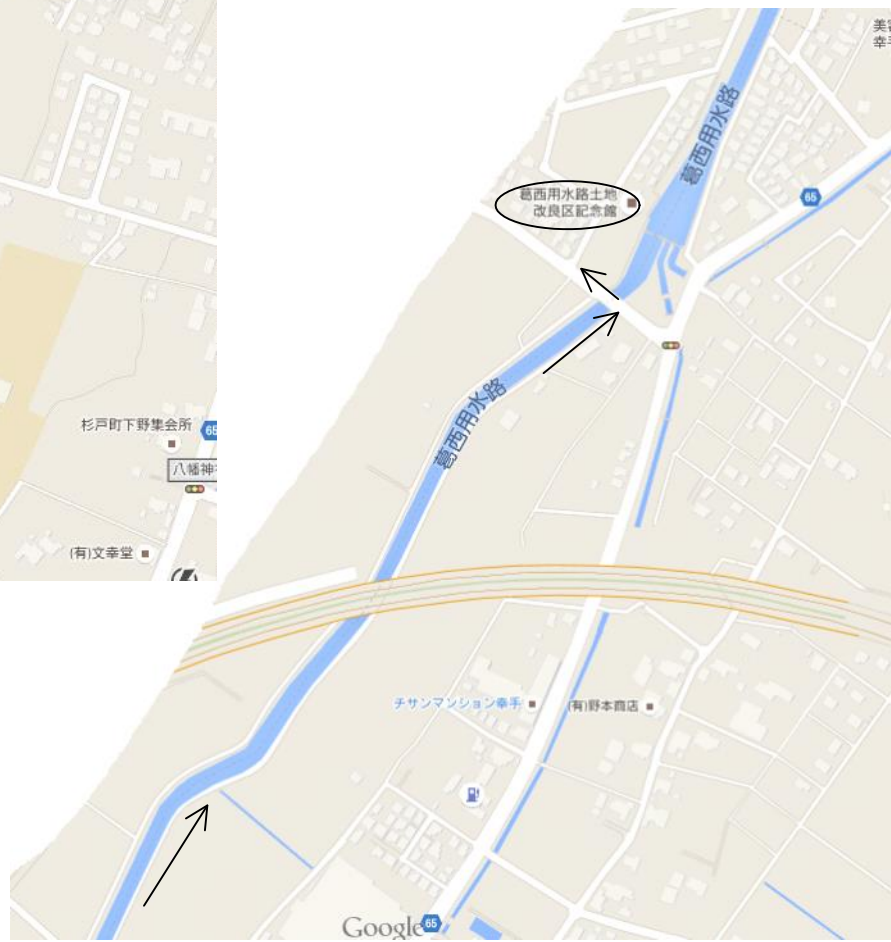 美
幸手
葛西用水路
65
葛西用水路土地
改良区記念館
葛西用水路
杉戸町下野集会所
65
八幡神
(有)文幸堂
チサンマンション幸手
(有)野本商店
Google
65